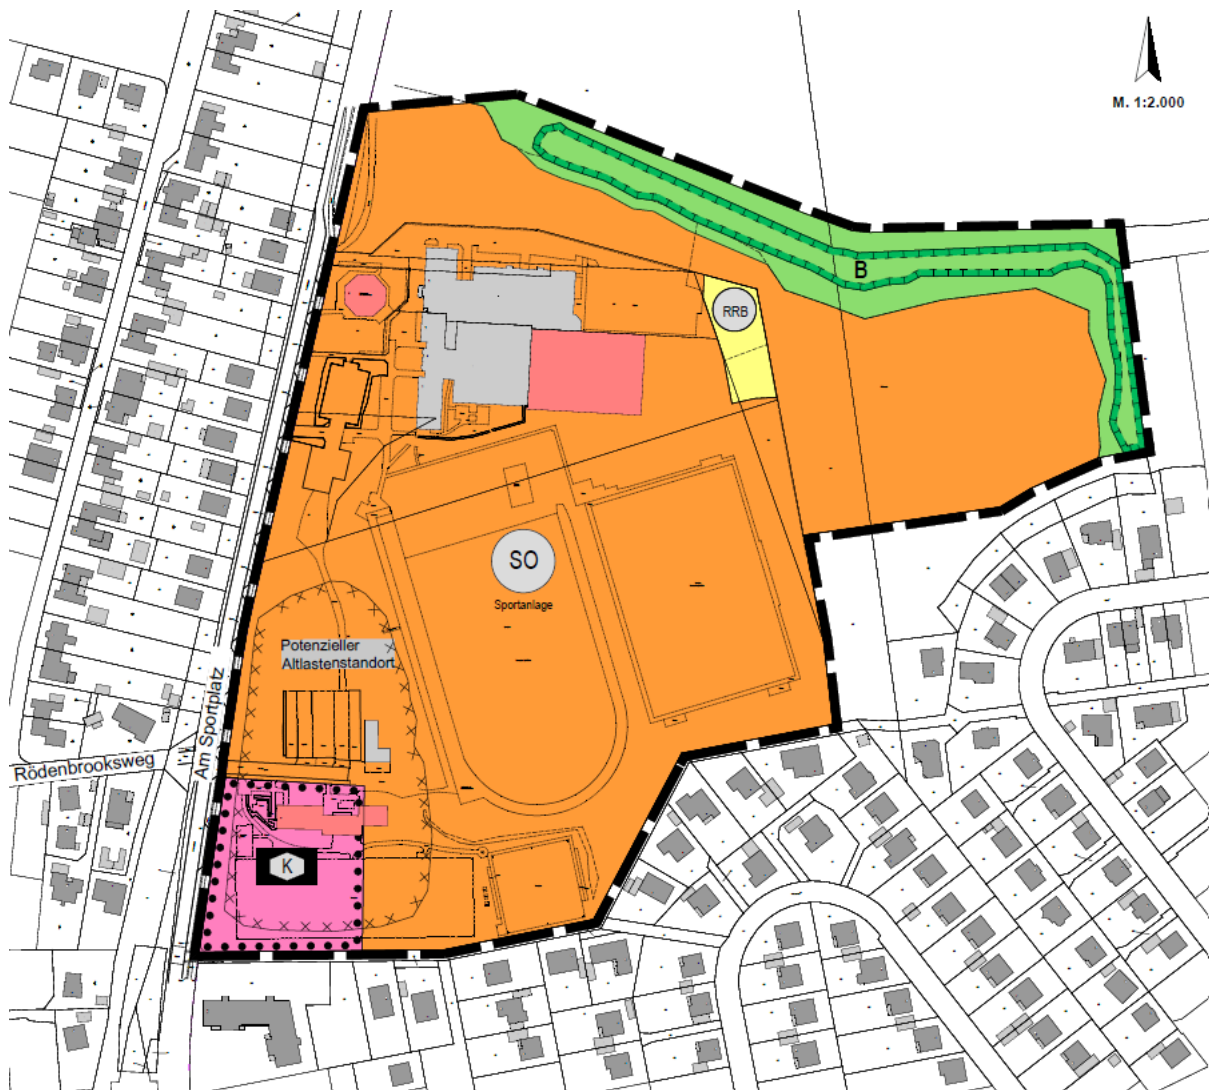 M. 1:2.000
B
RRB
SO
Sportanlage
Potenzieller
Altlastenstandort
Am Sportplatz
Rödenbrooksweg
K